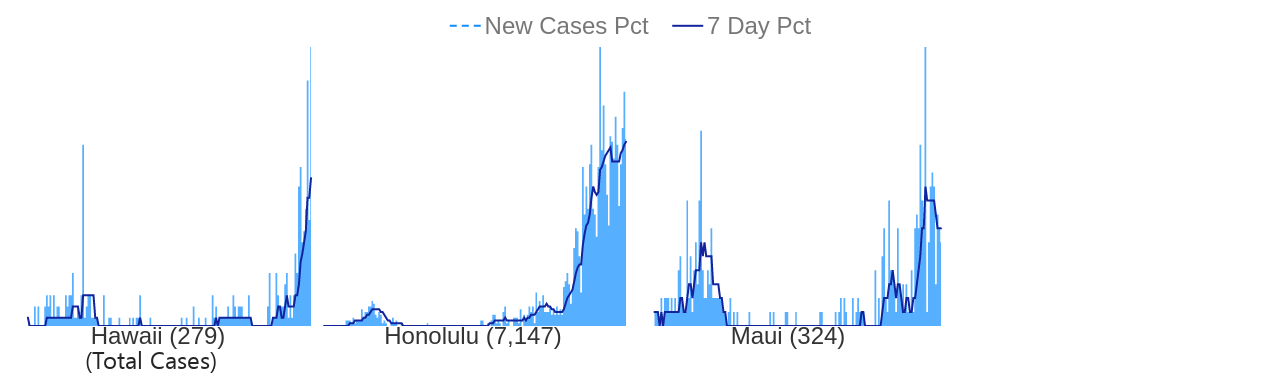 New Cases Pct 7 Day Pct
Hawaii (279) Honolulu (7,147) Maui (324)
(Total Cases)